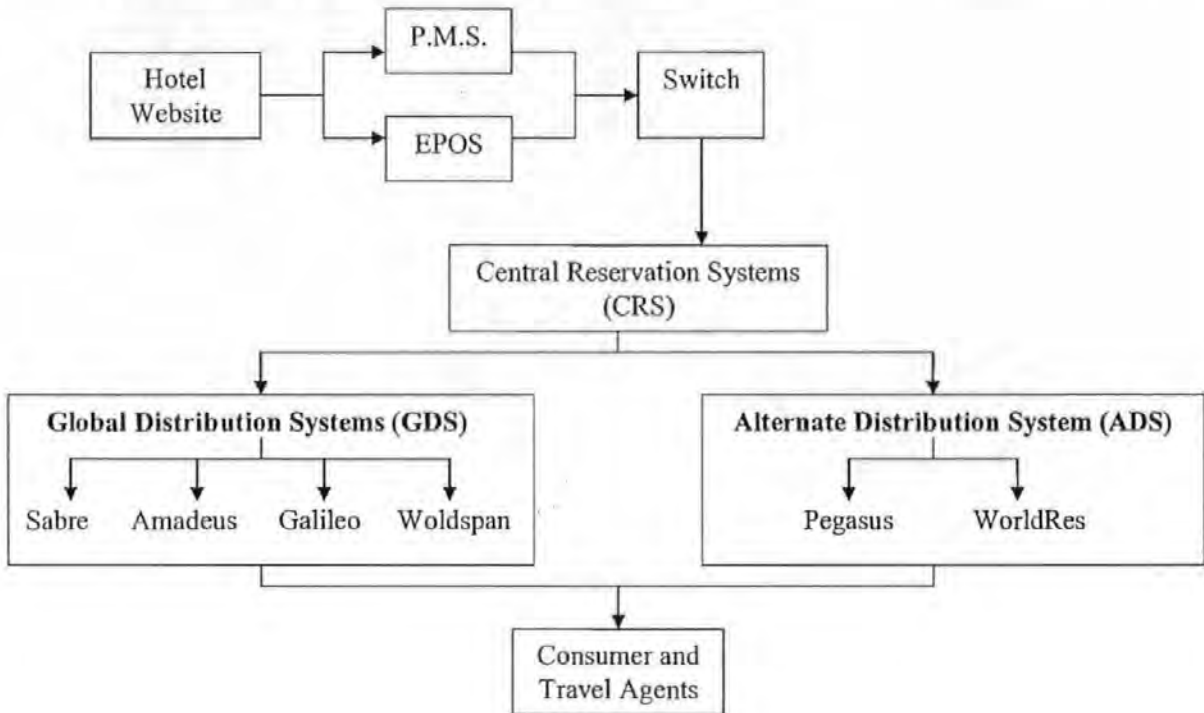 P.M.S.
Hotel
Website
Switch
EPOS
Central Reservation Systems
(CRS)
Global Distribution Systems (GDS)
Alternate Distribution System (ADS)
Sabre Amadeus Galileo Woldspan
Pegasus WorldRes
Consumer and
Travel Agents